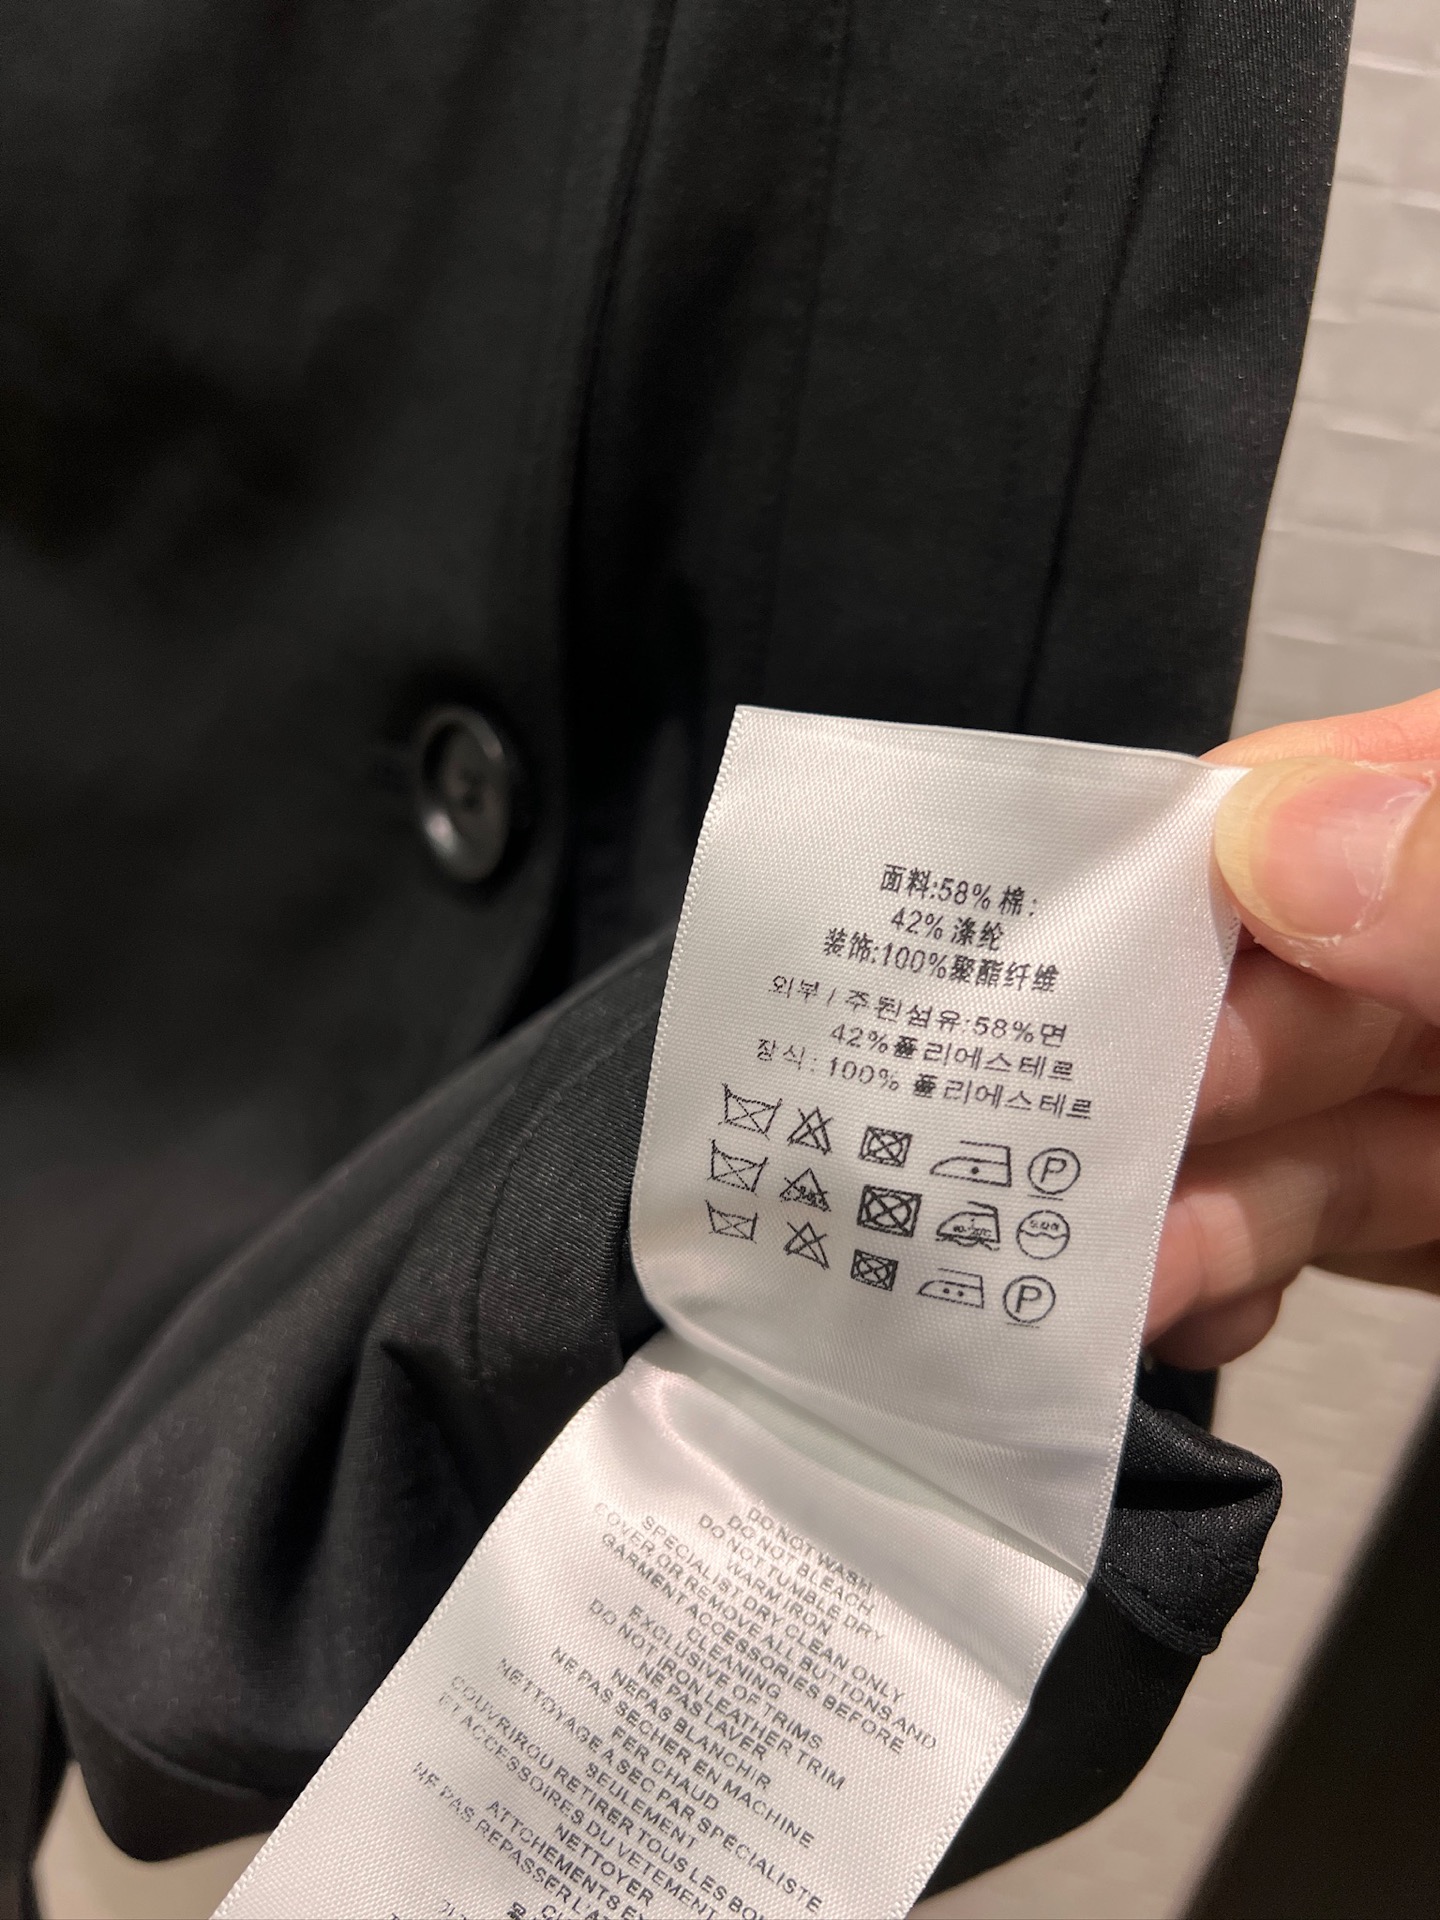 面料:58% 棉:
42% 涤纶
装饰:100%聚酯纤维
외부 / 주된섬유:58%면
42%폴리에스테르
장식: 100% 폴리에스테르
P
P
DO NOT WASH
DO NOT BLEACH
DO NOT TUMBLE DRY
WARM IRON
SPECIALIST DRY CLEAN ONLY
COVER OR REMOVE ALL BUTTONS AND
GARMENT ACCESSORIES BEFORE
CLEANING
EXCLUSIVE OF TRIMS
DO NOT IRON LEATHER TRIM
NE PAS LAVER
NEPAS BLANCHIR
NE PAS SECHER EN MACHINE
FER CHAUD
NETTOYAGE A SEC PAR SPECIALISTE
SEULEMENT
COUVRIROU RETIRER TOUS LES BOU
ET ACCESSOIRES DU VETEMENT
NETTOYER
ATTCHEMENTS
NE PAS REPASSER